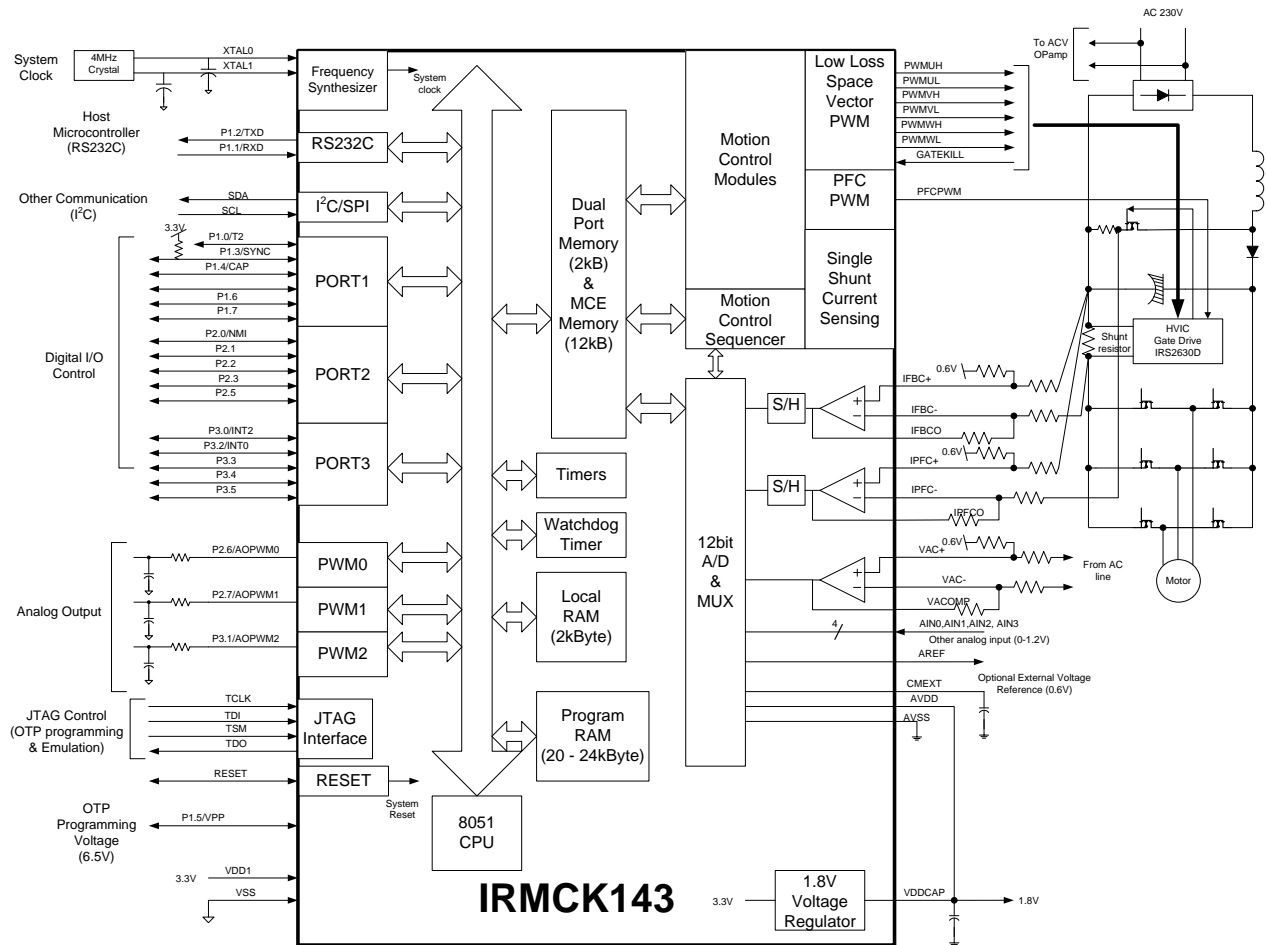 System
Clock
4MHz
Crystal
XTAL0
XTAL1
Frequency
Synthesizer
System
clock
Host
Microcontroller
(RS232C)
P1.2/TXD
P1.1/RXD
RS232C
Other Communication
(I²C)
SDA
SCL
I²C/SPI
Digital I/O
Control
3.3V
P1.0/T2
P1.3/SYNC
P1.4/CAP
P1.6
P1.7
PORT1
P2.0/NMI
P2.1
P2.2
P2.3
P2.5
PORT2
P3.0/INT2
P3.2/INT0
P3.3
P3.4
P3.5
PORT3
Analog Output
P2.6/AOPWM0
PWM0
P2.7/AOPWM1
PWM1
P3.1/AOPWM2
PWM2
JTAG Control
(OTP programming
& Emulation)
TCLK
TDI
TSM
TDO
JTAG
Interface
RESET
RESET
System
Reset
OTP
Programming
Voltage
(6.5V)
P1.5/VPP
3.3V
VDD1
VSS
8051
CPU
Dual
Port
Memory
(2kB)
&
MCE
Memory
(12kB)
Timers
Watchdog
Timer
Local
RAM
(2kByte)
Program
RAM
(20 - 24kByte)
Motion
Control
Modules
Motion
Control
Sequencer
Low Loss
Space
Vector
PWM
PFC
PWM
Single
Shunt
Current
Sensing
12bit
A/D
&
MUX
S/H
S/H
PWMUH
PWMUL
PWMVH
PWMVL
PWMWH
PWMWL
GATEKILL
PFCPWM
AC 230V
To ACV
OPamp
HVIC
Gate Drive
IRS2630D
Shunt
resistor
Motor
+
−
IFBC+
0.6V
IFBC-
IFBCO
+
−
IPFC+
0.6V
IPFC-
IPFCO
+
−
VAC+
0.6V
VAC-
VACOMP
From AC
line
4
AIN0,AIN1,AIN2, AIN3
Other analog input (0-1.2V)
AREF
Optional External Voltage
Reference (0.6V)
CMEXT
AVDD
AVSS
IRMCK143
3.3V
1.8V
Voltage
Regulator
VDDCAP
1.8V